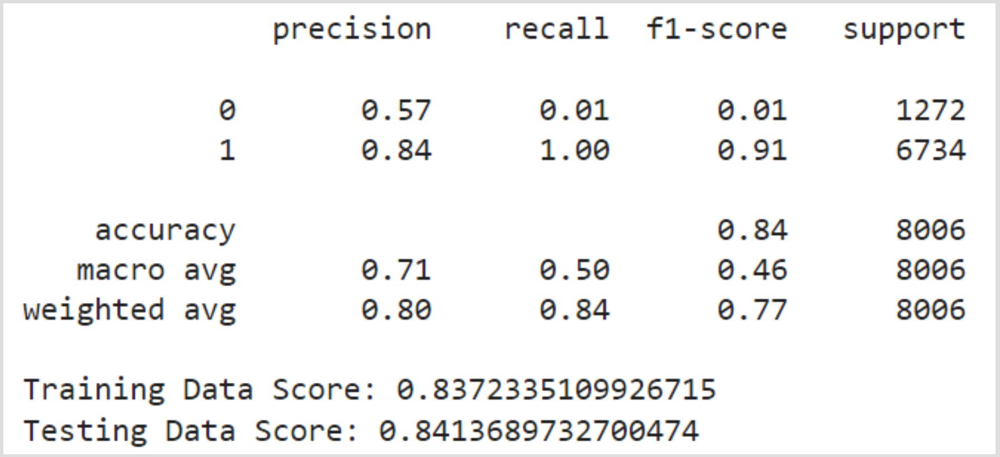 precision recall f1-score support
0 0.57 0.01 0.01 1272
1 0.84 1.00 0.91 6734
accuracy 0.84 8006
macro avg 0.71 0.50 0.46 8006
weighted avg 0.80 0.84 0.77 8006
Training Data Score: 0.8372335109926715
Testing Data Score: 0.8413689732700474